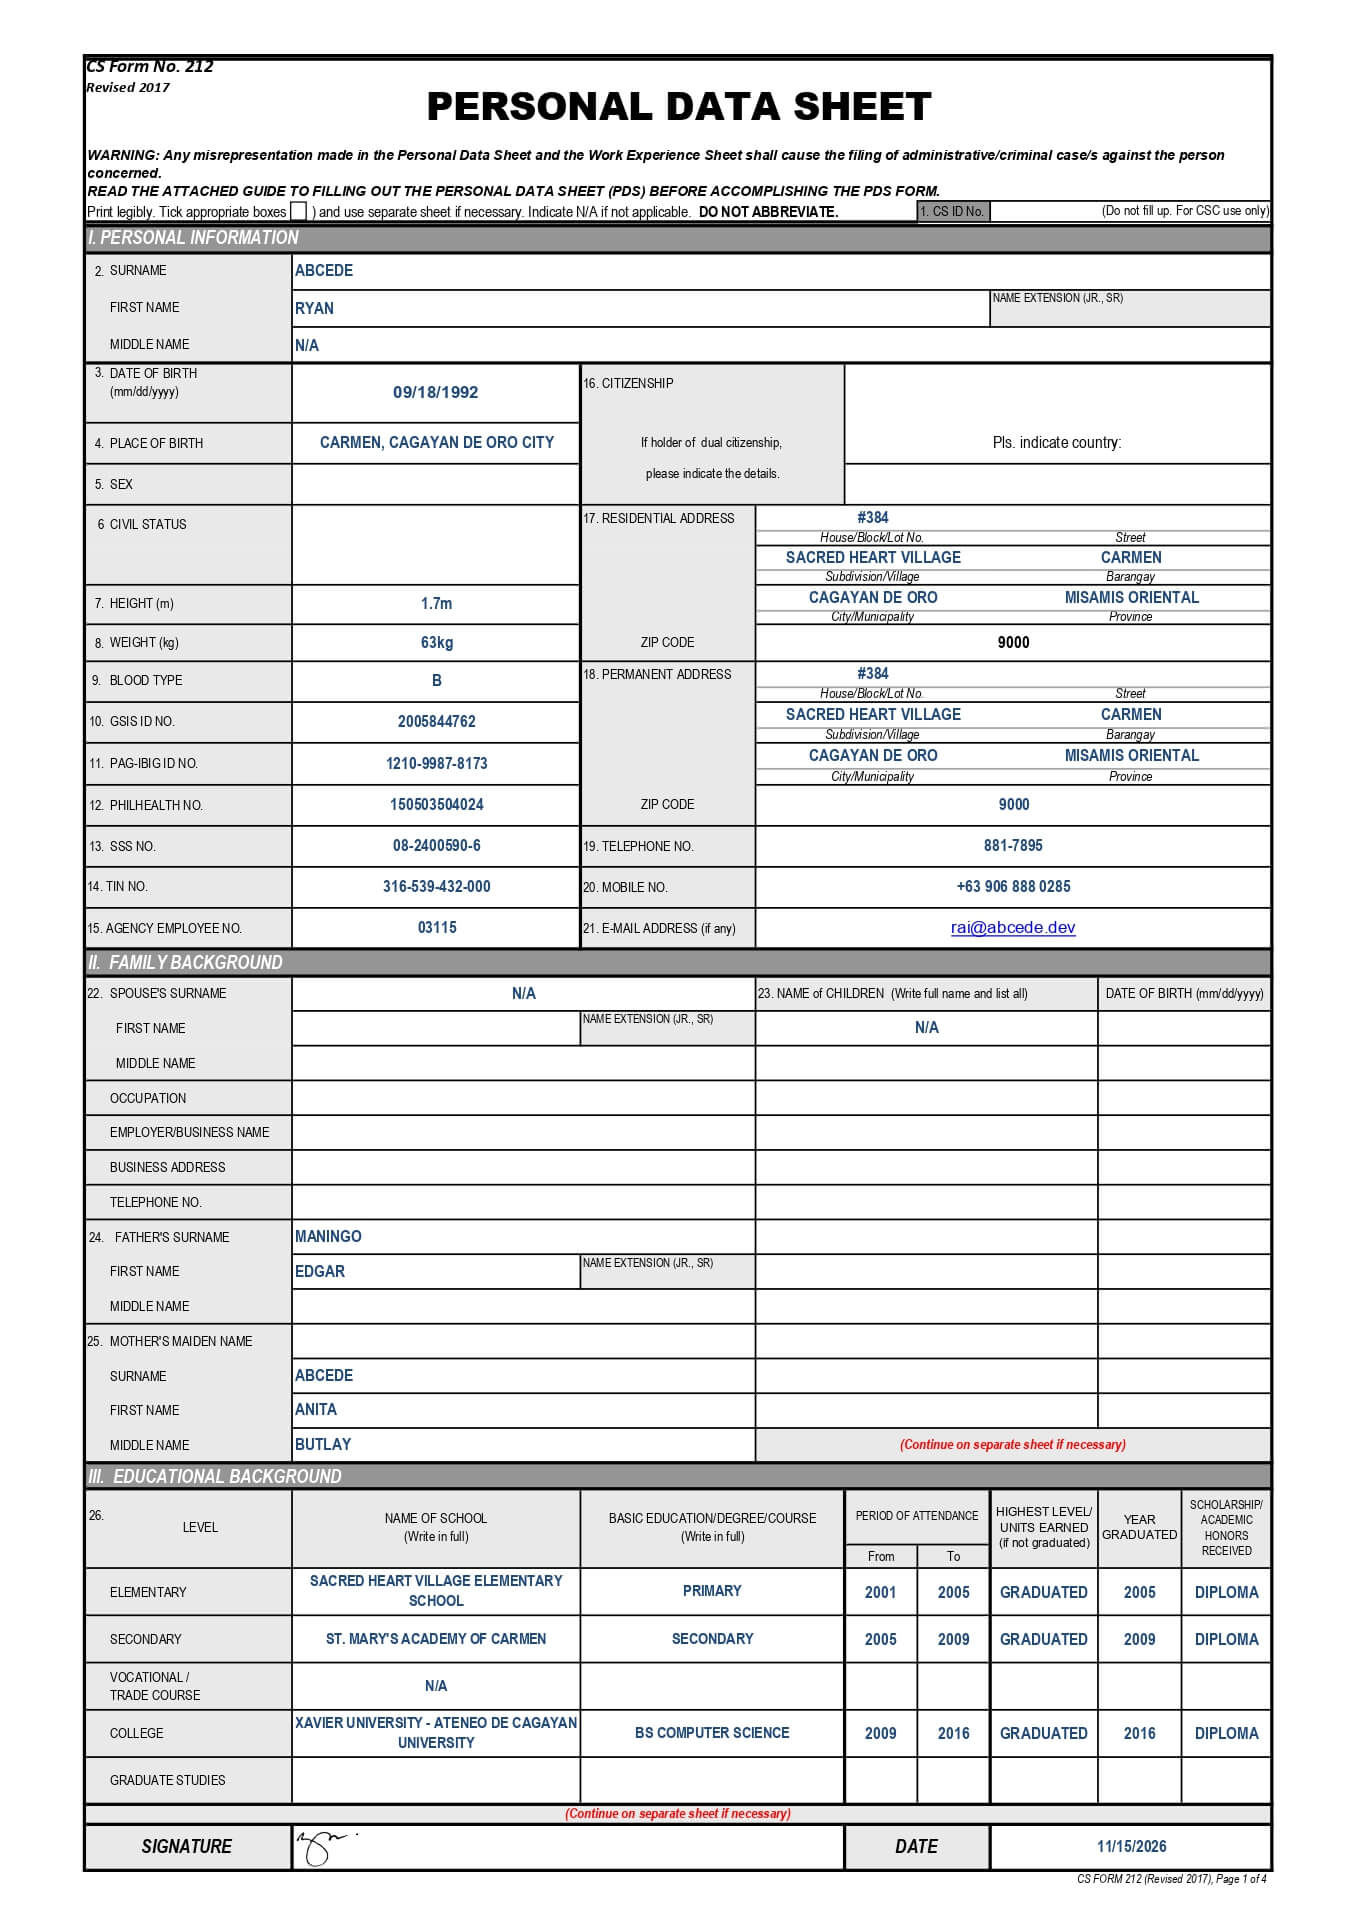 CS Form No. 212
Revised 2017
PERSONAL DATA SHEET
WARNING: Any misrepresentation made in the Personal Data Sheet and the Work Experience Sheet shall cause the filing of administrative/criminal case/s against the person
concerned.
READ THE ATTACHED GUIDE TO FILLING OUT THE PERSONAL DATA SHEET (PDS) BEFORE ACCOMPLISHING THE PDS FORM.
Print legibly. Tick appropriate boxes ) and use separate sheet if necessary. Indicate N/A if not applicable. DO NOT ABBREVIATE. 1. CS ID No. (Do not fill up. For CSC use only)
I. PERSONAL INFORMATION
2. SURNAME ABCEDE
FIRST NAME RYAN NAME EXTENSION (JR., SR)
MIDDLE NAME N/A
3. DATE OF BIRTH
(mm/dd/yyyy) 09/18/1992 16. CITIZENSHIP
4. PLACE OF BIRTH CARMEN, CAGAYAN DE ORO CITY If holder of dual citizenship, Pls. indicate country:
please indicate the details.
5. SEX
6 CIVIL STATUS 17. RESIDENTIAL ADDRESS #384
House/Block/Lot No. Street
SACRED HEART VILLAGE CARMEN
Subdivision/Village Barangay
7. HEIGHT (m) 1.7m CAGAYAN DE ORO MISAMIS ORIENTAL
City/Municipality Province
8. WEIGHT (kg) 63kg ZIP CODE 9000
9. BLOOD TYPE B 18. PERMANENT ADDRESS #384
House/Block/Lot No. Street
10. GSIS ID NO. 2005844762 SACRED HEART VILLAGE CARMEN
Subdivision/Village Barangay
11. PAG-IBIG ID NO. 1210-9987-8173 CAGAYAN DE ORO MISAMIS ORIENTAL
City/Municipality Province
12. PHILHEALTH NO. 150503504024 ZIP CODE 9000
13. SSS NO. 08-2400590-6 19. TELEPHONE NO. 881-7895
14. TIN NO. 316-539-432-000 20. MOBILE NO. +63 906 888 0285
15. AGENCY EMPLOYEE NO. 03115 21. E-MAIL ADDRESS (if any) rai@abcede.dev
II. FAMILY BACKGROUND
22. SPOUSE'S SURNAME N/A 23. NAME of CHILDREN (Write full name and list all) DATE OF BIRTH (mm/dd/yyyy)
FIRST NAME NAME EXTENSION (JR., SR) N/A
MIDDLE NAME
OCCUPATION
EMPLOYER/BUSINESS NAME
BUSINESS ADDRESS
TELEPHONE NO.
24. FATHER'S SURNAME MANINGO
FIRST NAME EDGAR NAME EXTENSION (JR., SR)
MIDDLE NAME
25. MOTHER'S MAIDEN NAME
SURNAME ABCEDE
FIRST NAME ANITA
MIDDLE NAME BUTLAY (Continue on separate sheet if necessary)
III. EDUCATIONAL BACKGROUND
26. LEVEL NAME OF SCHOOL (Write in full) BASIC EDUCATION/DEGREE/COURSE (Write in full) PERIOD OF ATTENDANCE From To HIGHEST LEVEL/ UNITS EARNED (if not graduated) YEAR GRADUATED SCHOLARSHIP/ ACADEMIC HONORS RECEIVED
ELEMENTARY SACRED HEART VILLAGE ELEMENTARY SCHOOL PRIMARY 2001 2005 GRADUATED 2005 DIPLOMA
SECONDARY ST. MARY'S ACADEMY OF CARMEN SECONDARY 2005 2009 GRADUATED 2009 DIPLOMA
VOCATIONAL /
TRADE COURSE N/A
COLLEGE XAVIER UNIVERSITY - ATENEO DE CAGAYAN UNIVERSITY BS COMPUTER SCIENCE 2009 2016 GRADUATED 2016 DIPLOMA
GRADUATE STUDIES
(Continue on separate sheet if necessary)
SIGNATURE DATE 11/15/2026
CS FORM 212 (Revised 2017), Page 1 of 4